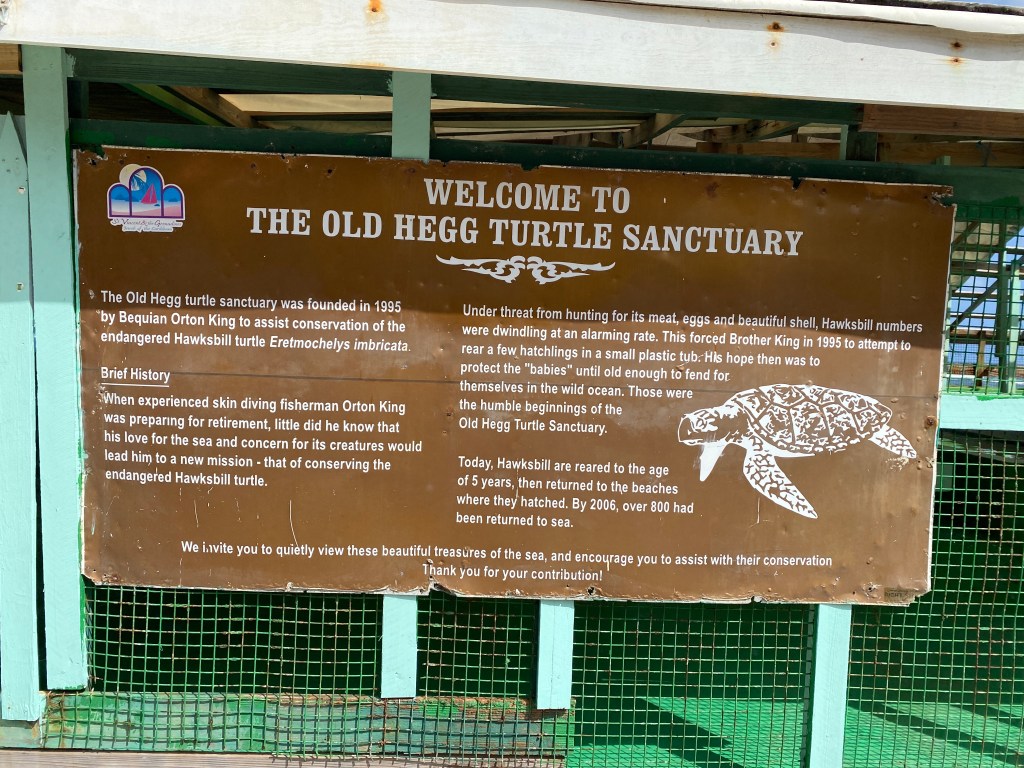 WELCOME TO
THE OLD HEGG TURTLE SANCTUARY
The Old Hegg turtle sanctuary was founded in 1995
by Bequian Orton King to assist conservation of the
endangered Hawksbill turtle Eretmochelys imbricata.
Brief History
When experienced skin diving fisherman Orton King
was preparing for retirement, little did he know that
his love for the sea and concern for its creatures would
lead him to a new mission - that of conserving the
endangered Hawksbill turtle.
Under threat from hunting for its meat, eggs and beautiful shell, Hawksbill numbers
were dwindling at an alarming rate. This forced Brother King in 1995 to attempt to
rear a few hatchlings in a small plastic tub. His hope then was to
protect the "babies" until old enough to fend for
themselves in the wild ocean. Those were
the humble beginnings of the
Old Hegg Turtle Sanctuary.
Today, Hawksbill are reared to the age
of 5 years, then returned to the beaches
where they hatched. By 2006, over 800 had
been returned to sea.
We invite you to quietly view these beautiful treasures of the sea, and encourage you to assist with their conservation
Thank you for your contribution!